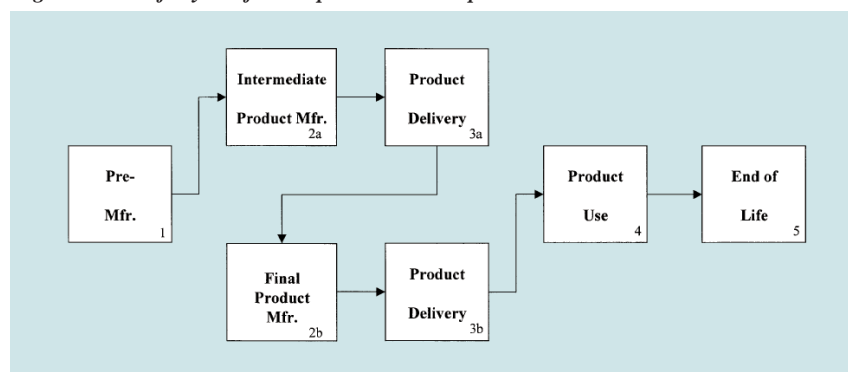 Pre-
Mfr.
1
Intermediate
Product Mfr.
2a
Product
Delivery
3a
Final
Product
Mfr.
2b
Product
Delivery
3b
Product
Use
4
End of
Life
5